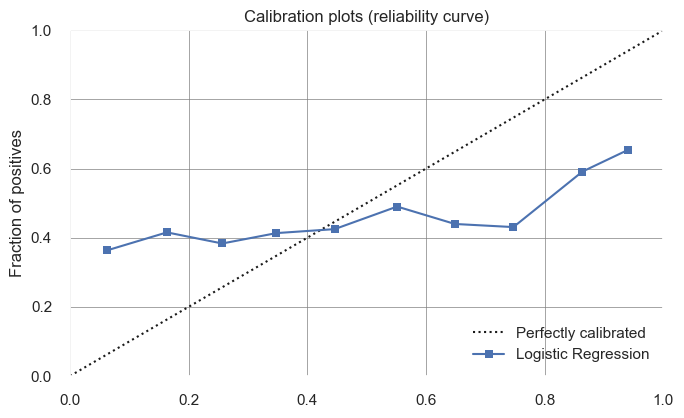 Calibration plots (reliability curve)
Fraction of positives
1.0
0.8
0.6
0.4
0.2
0.0
0.0 0.2 0.4 0.6 0.8 1.0
Perfectly calibrated
Logistic Regression